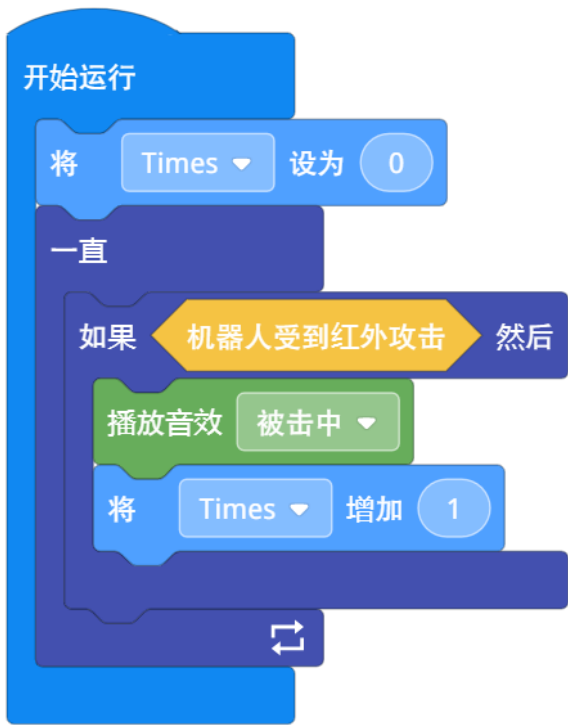 开始运行
将 Times 设为 0
一直
如果 机器人受到红外攻击 然后
播放音效 被击中
将 Times 增加 1